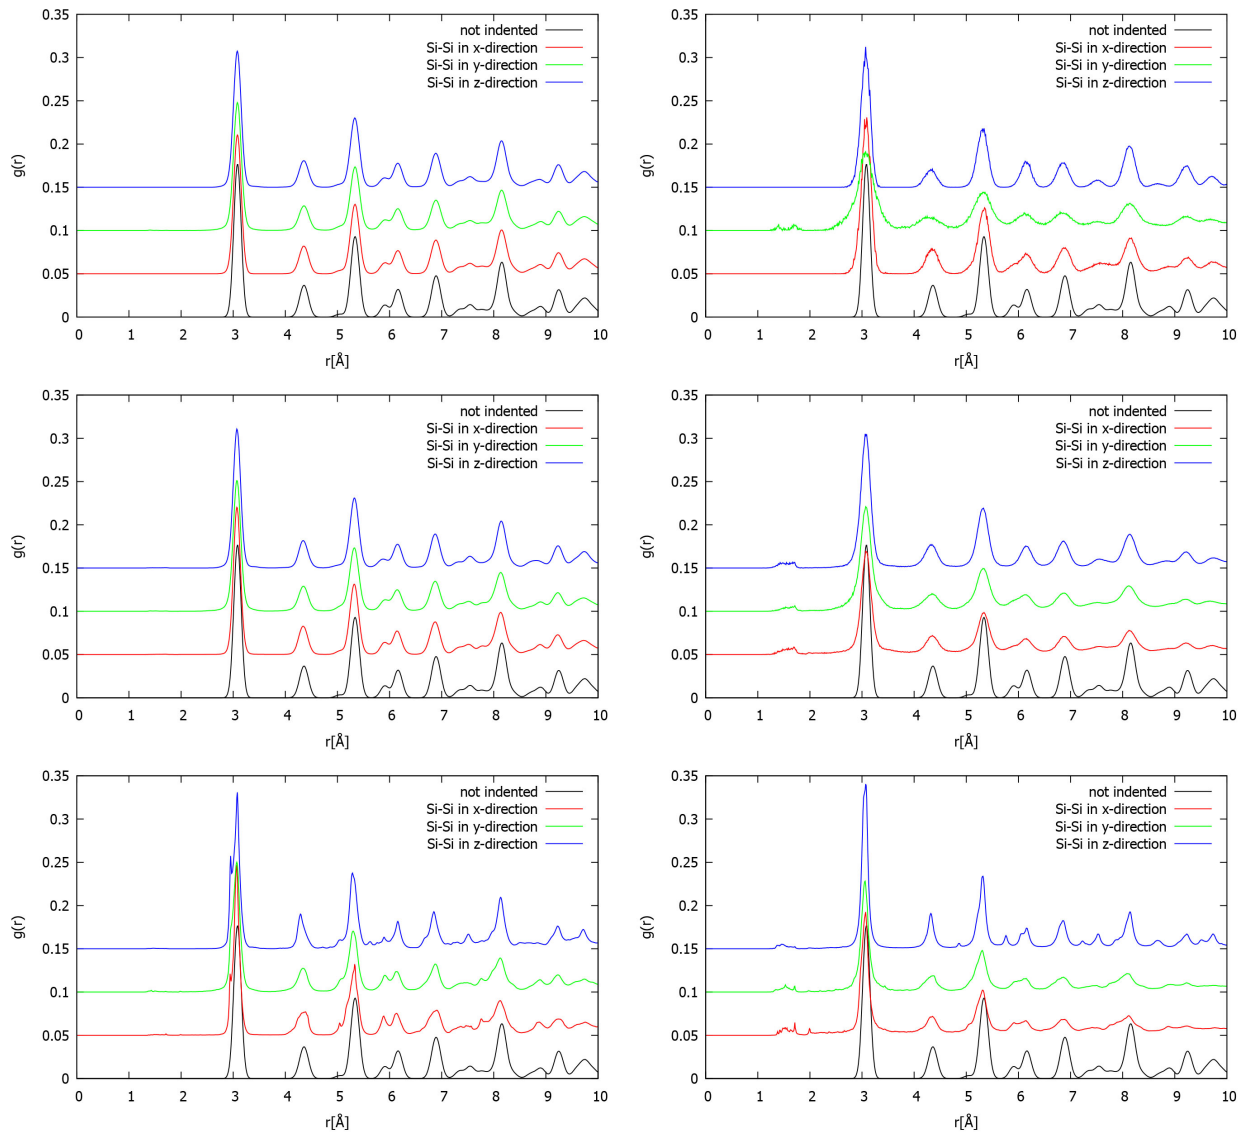 0.35
0.3
0.25
0.2
0.15
0.1
0.05
0
g(r)
not indented
Si-Si in x-direction
Si-Si in y-direction
Si-Si in z-direction
0 1 2 3 4 5 6 7 8 9 10
r[Å]
0.35
0.3
0.25
0.2
0.15
0.1
0.05
0
g(r)
not indented
Si-Si in x-direction
Si-Si in y-direction
Si-Si in z-direction
0 1 2 3 4 5 6 7 8 9 10
r[Å]
0.35
0.3
0.25
0.2
0.15
0.1
0.05
0
g(r)
not indented
Si-Si in x-direction
Si-Si in y-direction
Si-Si in z-direction
0 1 2 3 4 5 6 7 8 9 10
r[Å]
0.35
0.3
0.25
0.2
0.15
0.1
0.05
0
g(r)
not indented
Si-Si in x-direction
Si-Si in y-direction
Si-Si in z-direction
0 1 2 3 4 5 6 7 8 9 10
r[Å]
0.35
0.3
0.25
0.2
0.15
0.1
0.05
0
g(r)
not indented
Si-Si in x-direction
Si-Si in y-direction
Si-Si in z-direction
0 1 2 3 4 5 6 7 8 9 10
r[Å]
0.35
0.3
0.25
0.2
0.15
0.1
0.05
0
g(r)
not indented
Si-Si in x-direction
Si-Si in y-direction
Si-Si in z-direction
0 1 2 3 4 5 6 7 8 9 10
r[Å]